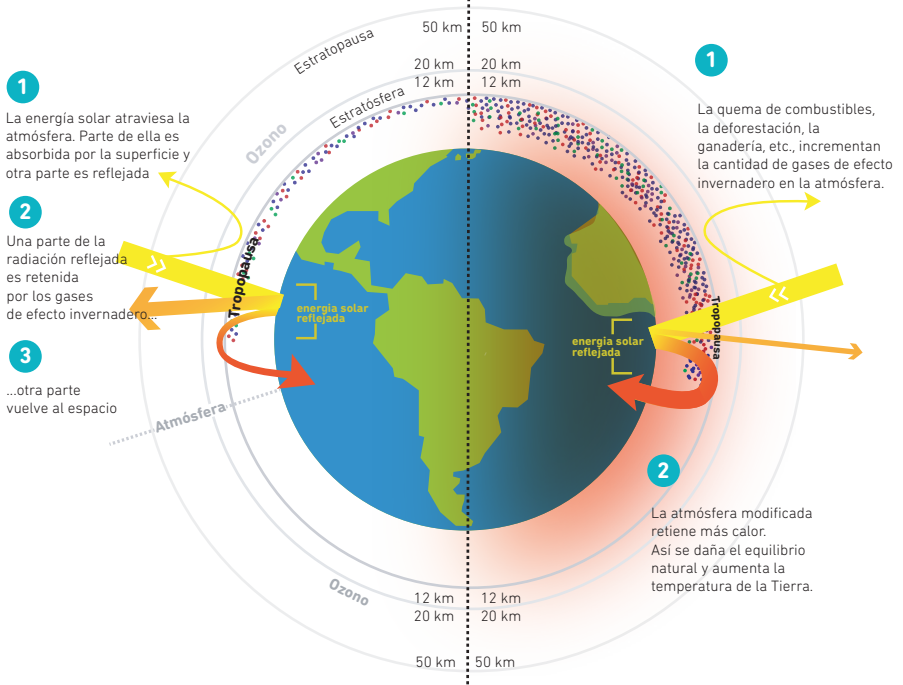 50 km
50 km
Estratopausa
20 km
20 km
12 km
12 km
Estratósfera
Ozono
1
La energía solar atraviesa la
atmósfera. Parte de ella es
absorbida por la superficie y
otra parte es reflejada
2
Una parte de la
radiación reflejada
es retenida
por los gases
de efecto invernadero...
3
...otra parte
vuelve al espacio
Tropopausa
energía solar
reflejada
Atmósfera
Ozono
1
La quema de combustibles,
la deforestación, la
ganadería, etc., incrementan
la cantidad de gases de efecto
invernadero en la atmósfera.
Tropopausa
energía solar
reflejada
2
La atmósfera modificada
retiene más calor.
Así se daña el equilibrio
natural y aumenta la
temperatura de la Tierra.
12 km
12 km
20 km
20 km
50 km
50 km